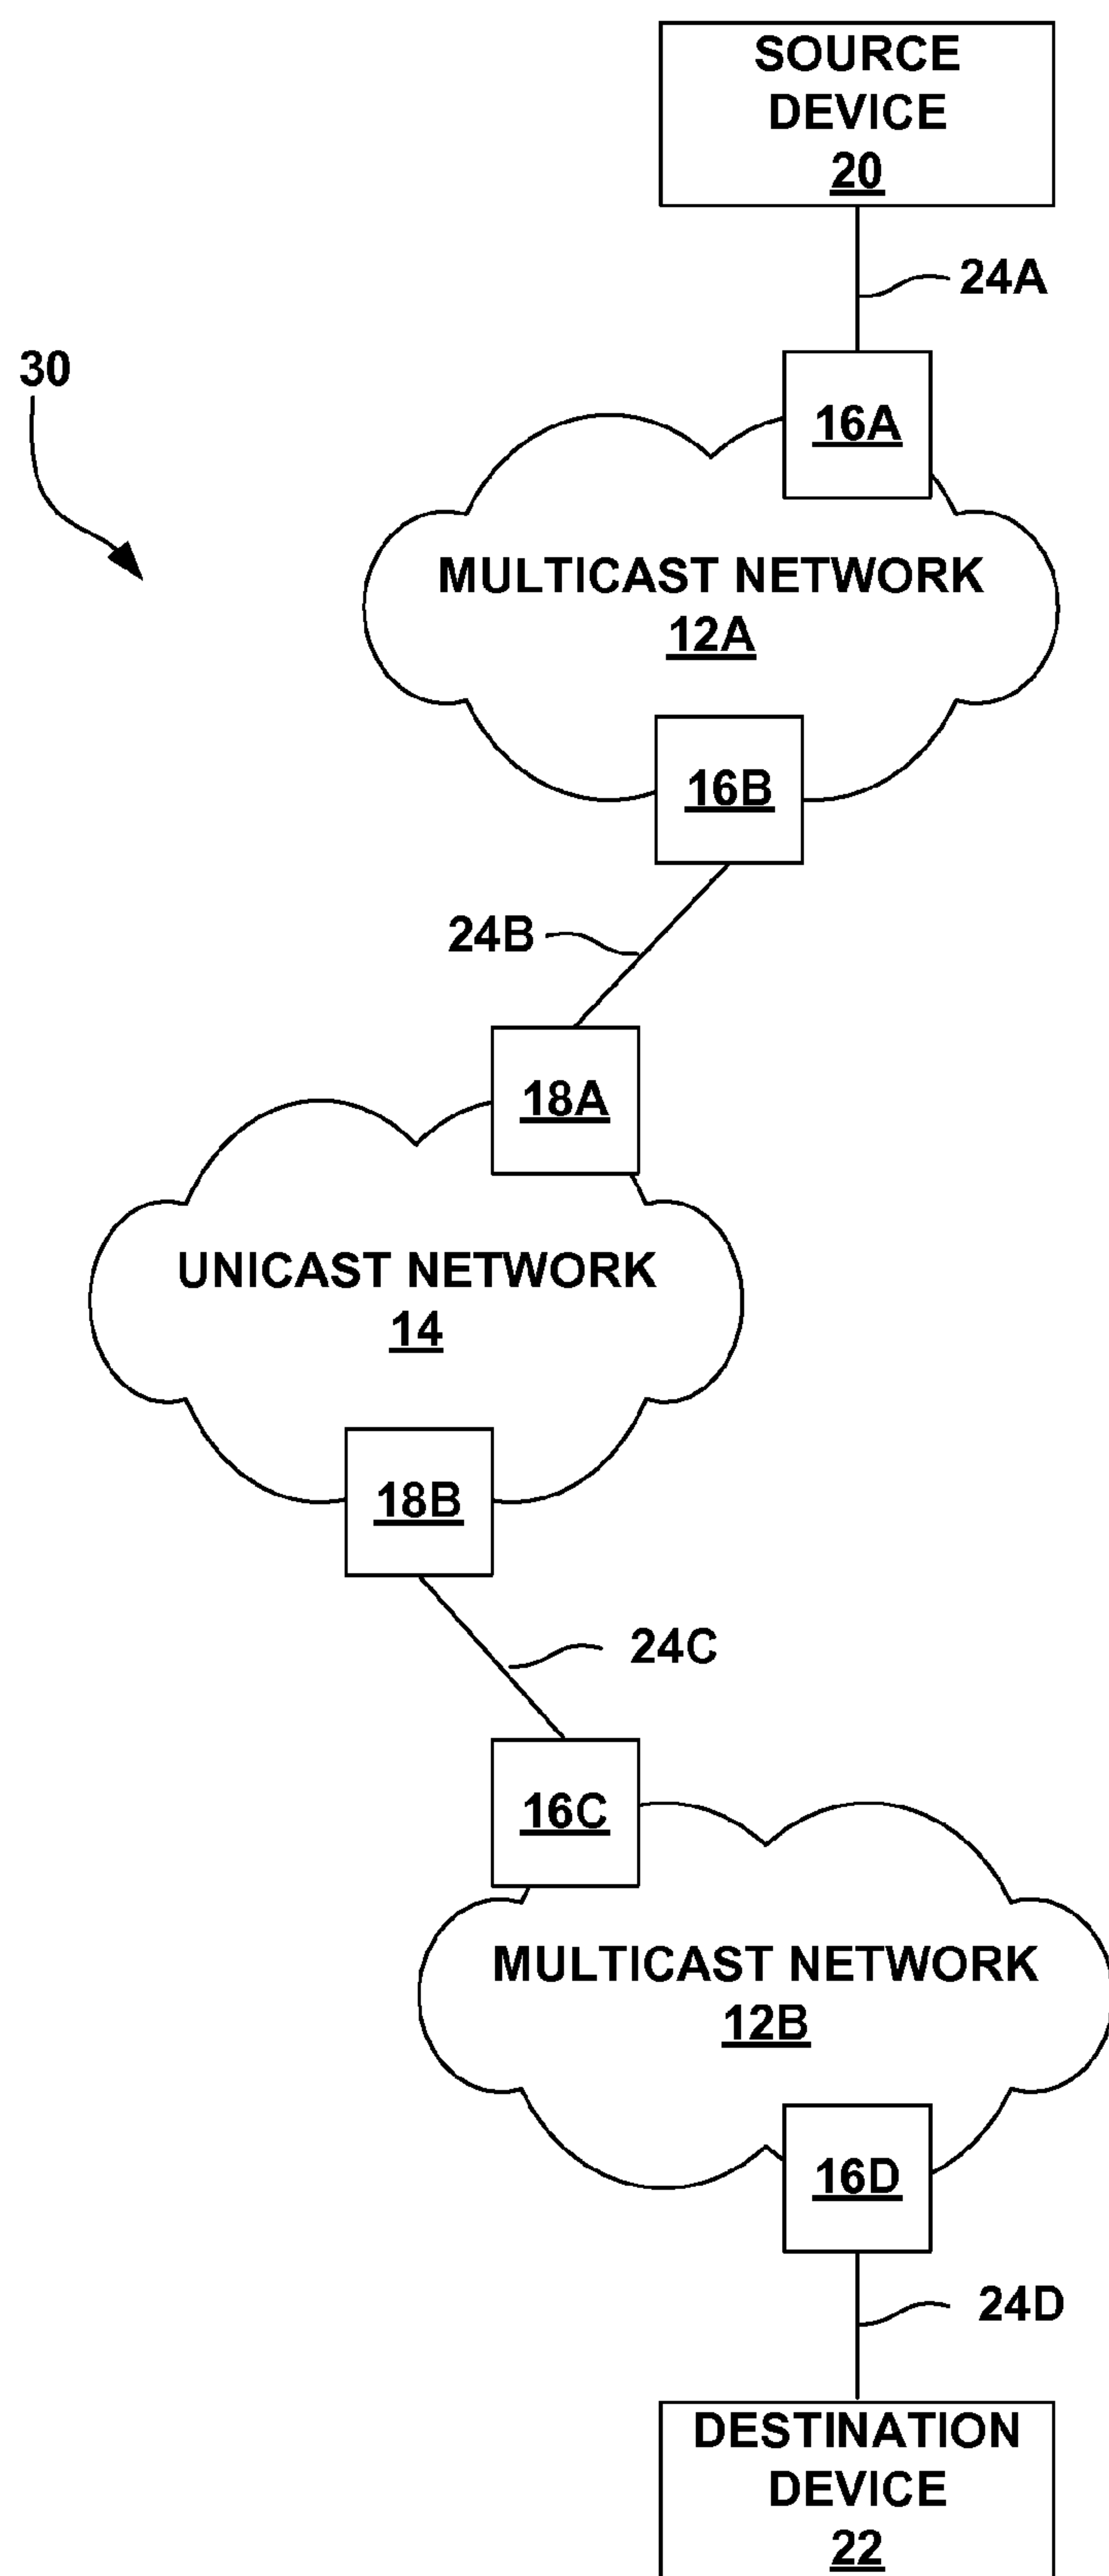 SOURCE
DEVICE
20
24A
30
16A
MULTICAST NETWORK
12A
16B
24B
18A
UNICAST NETWORK
14
18B
24C
16C
MULTICAST NETWORK
12B
16D
24D
DESTINATION
DEVICE
22